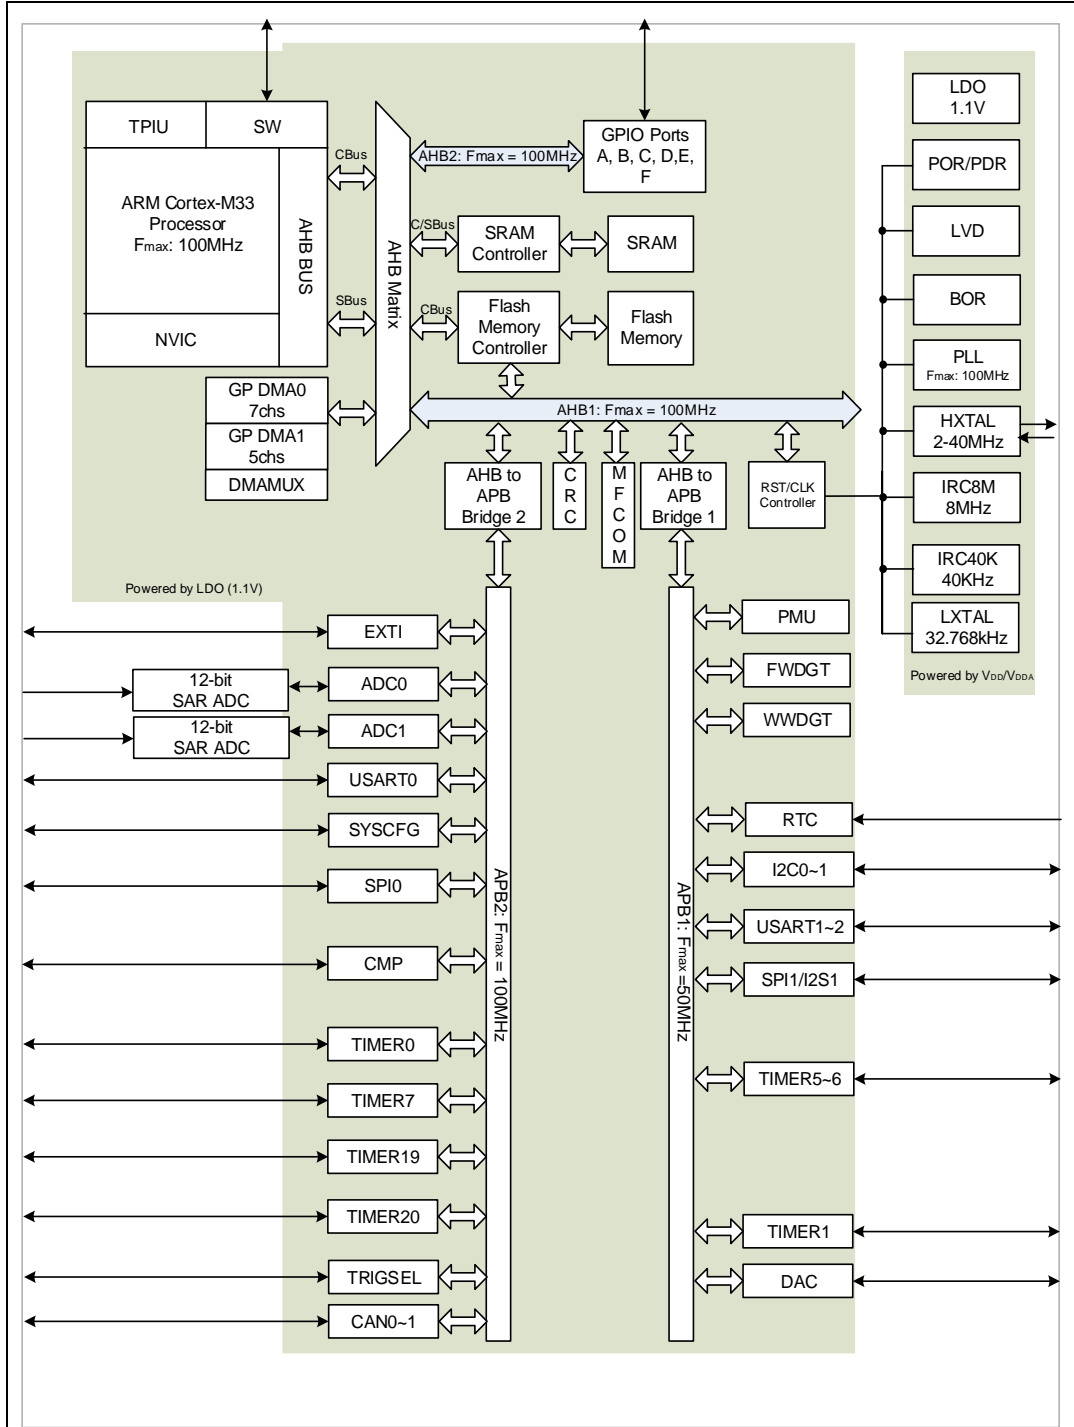 TPIU
SW
ARM Cortex-M33
Processor
Fmax: 100MHz
NVIC
AHB BUS
GP DMA0
7chs
GP DMA1
5chs
DMAMUX
CBus
SBus
AHB Matrix
AHB2: Fmax = 100MHz
GPIO Ports
A, B, C, D,E,
F
C/SBus
SRAM
Controller
SRAM
CBus
Flash
Memory
Controller
Flash
Memory
AHB1: Fmax = 100MHz
AHB to
APB
Bridge 2
C
R
C
M
F
C
O
M
AHB to
APB
Bridge 1
RST/CLK
Controller
LDO
1.1V
POR/PDR
LVD
BOR
PLL
Fmax: 100MHz
HXTAL
2-40MHz
IRC8M
8MHz
IRC40K
40KHz
LXTAL
32.768kHz
Powered by VDD/VDDA
Powered by LDO (1.1V)
EXTI
12-bit
SAR ADC
ADC0
12-bit
SAR ADC
ADC1
USART0
SYSCFG
SPI0
CMP
TIMER0
TIMER7
TIMER19
TIMER20
TRIGSEL
CAN0~1
APB2: Fmax = 100MHz
APB1: Fmax =50MHz
PMU
FWDGT
WWDGT
RTC
I2C0~1
USART1~2
SPI1/I2S1
TIMER5~6
TIMER1
DAC